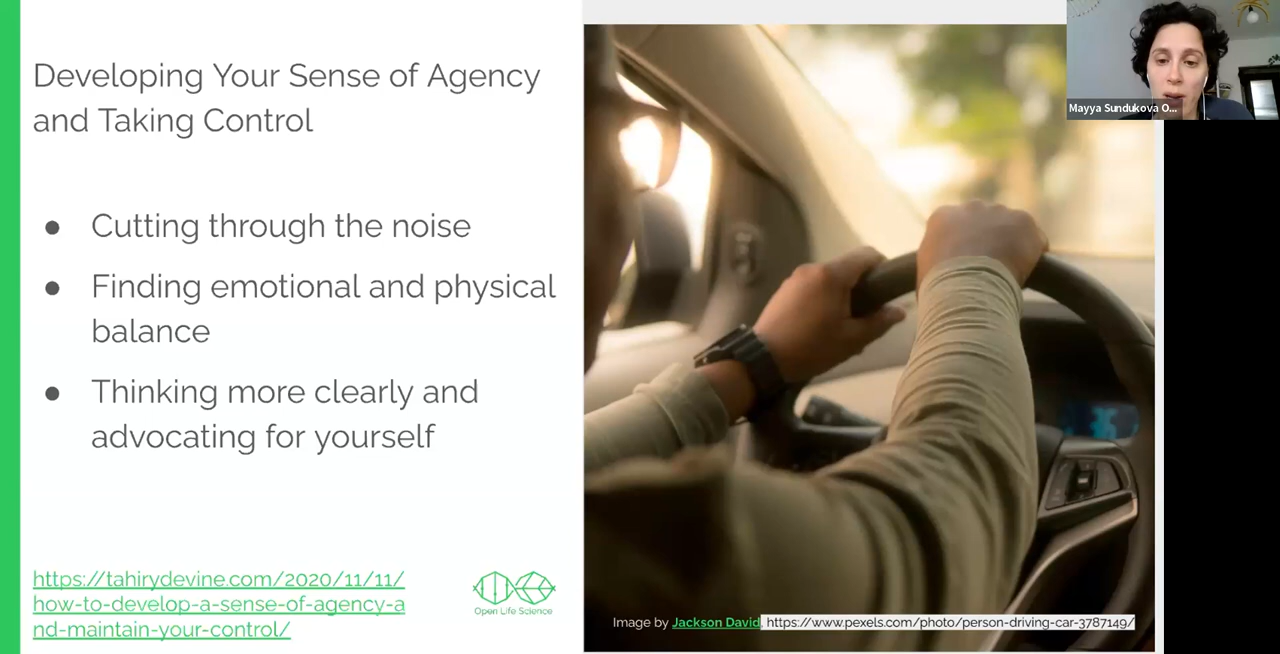 Developing Your Sense of Agency
and Taking Control
● Cutting through the noise
● Finding emotional and physical
balance
● Thinking more clearly and
advocating for yourself
https://tahirydevine.com/2020/11/11/
how-to-develop-a-sense-of-agency-a
nd-maintain-your-control/
Open Life Science
Image by Jackson David, https://www.pexels.com/photo/person-driving-car-3787149/
Mayya Sundukova O...